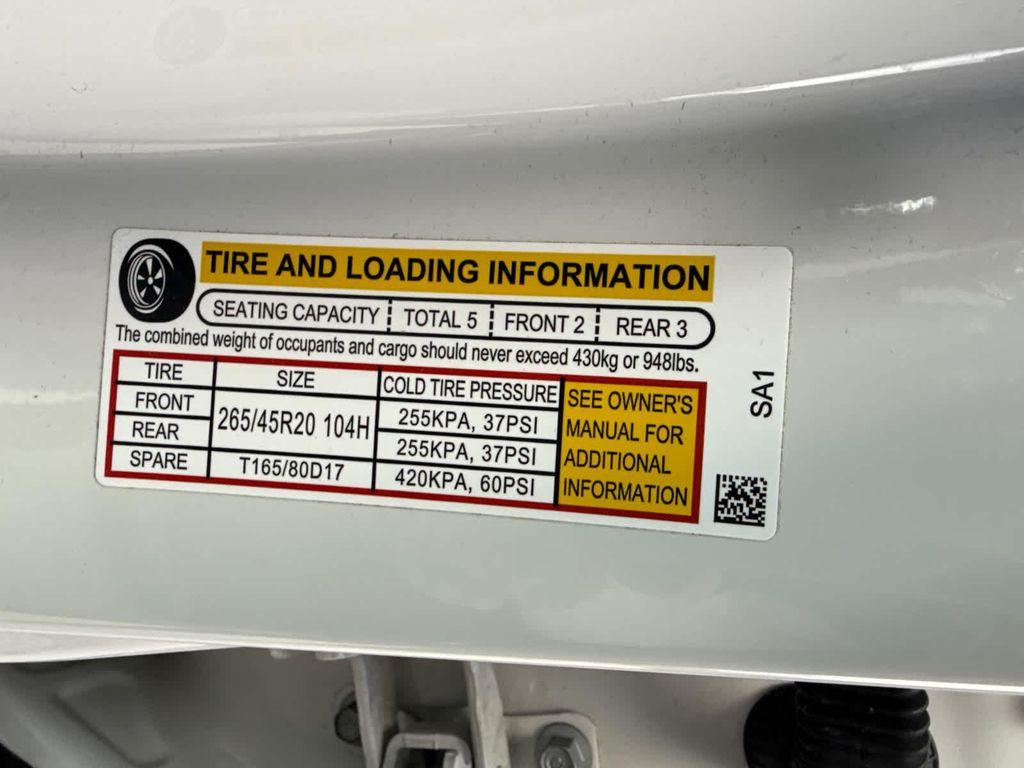 TIRE AND LOADING INFORMATION
SEATING CAPACITY TOTAL 5 FRONT 2 REAR 3
The combined weight of occupants and cargo should never exceed 430kg or 948lbs.
TIRE SIZE COLD TIRE PRESSURE
FRONT 265/45R20 104H 255KPA, 37PSI
REAR 255KPA, 37PSI
SPARE T165/80D17 420KPA, 60PSI
SEE OWNER'S
MANUAL FOR
ADDITIONAL
INFORMATION
SA1